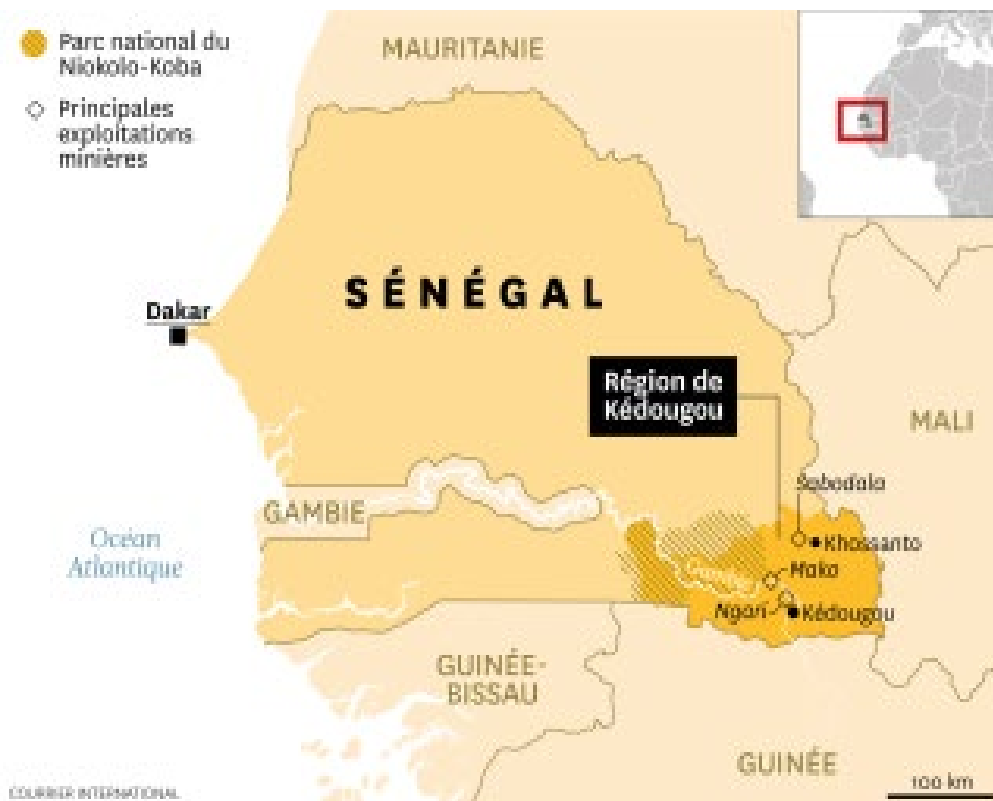 Parc national du
Niokolo-Koba
Principales
exploitations
minières
MAURITANIE
SÉNÉGAL
Dakar
Région de
Kédougou
MALI
Sabodala
GAMBIE
Khossanto
Océan
Atlantique
Gambie
Mako
Ngari
Kédougou
GUINÉE-
BISSAU
GUINÉE
100 km
COURRIER INTERNATIONAL